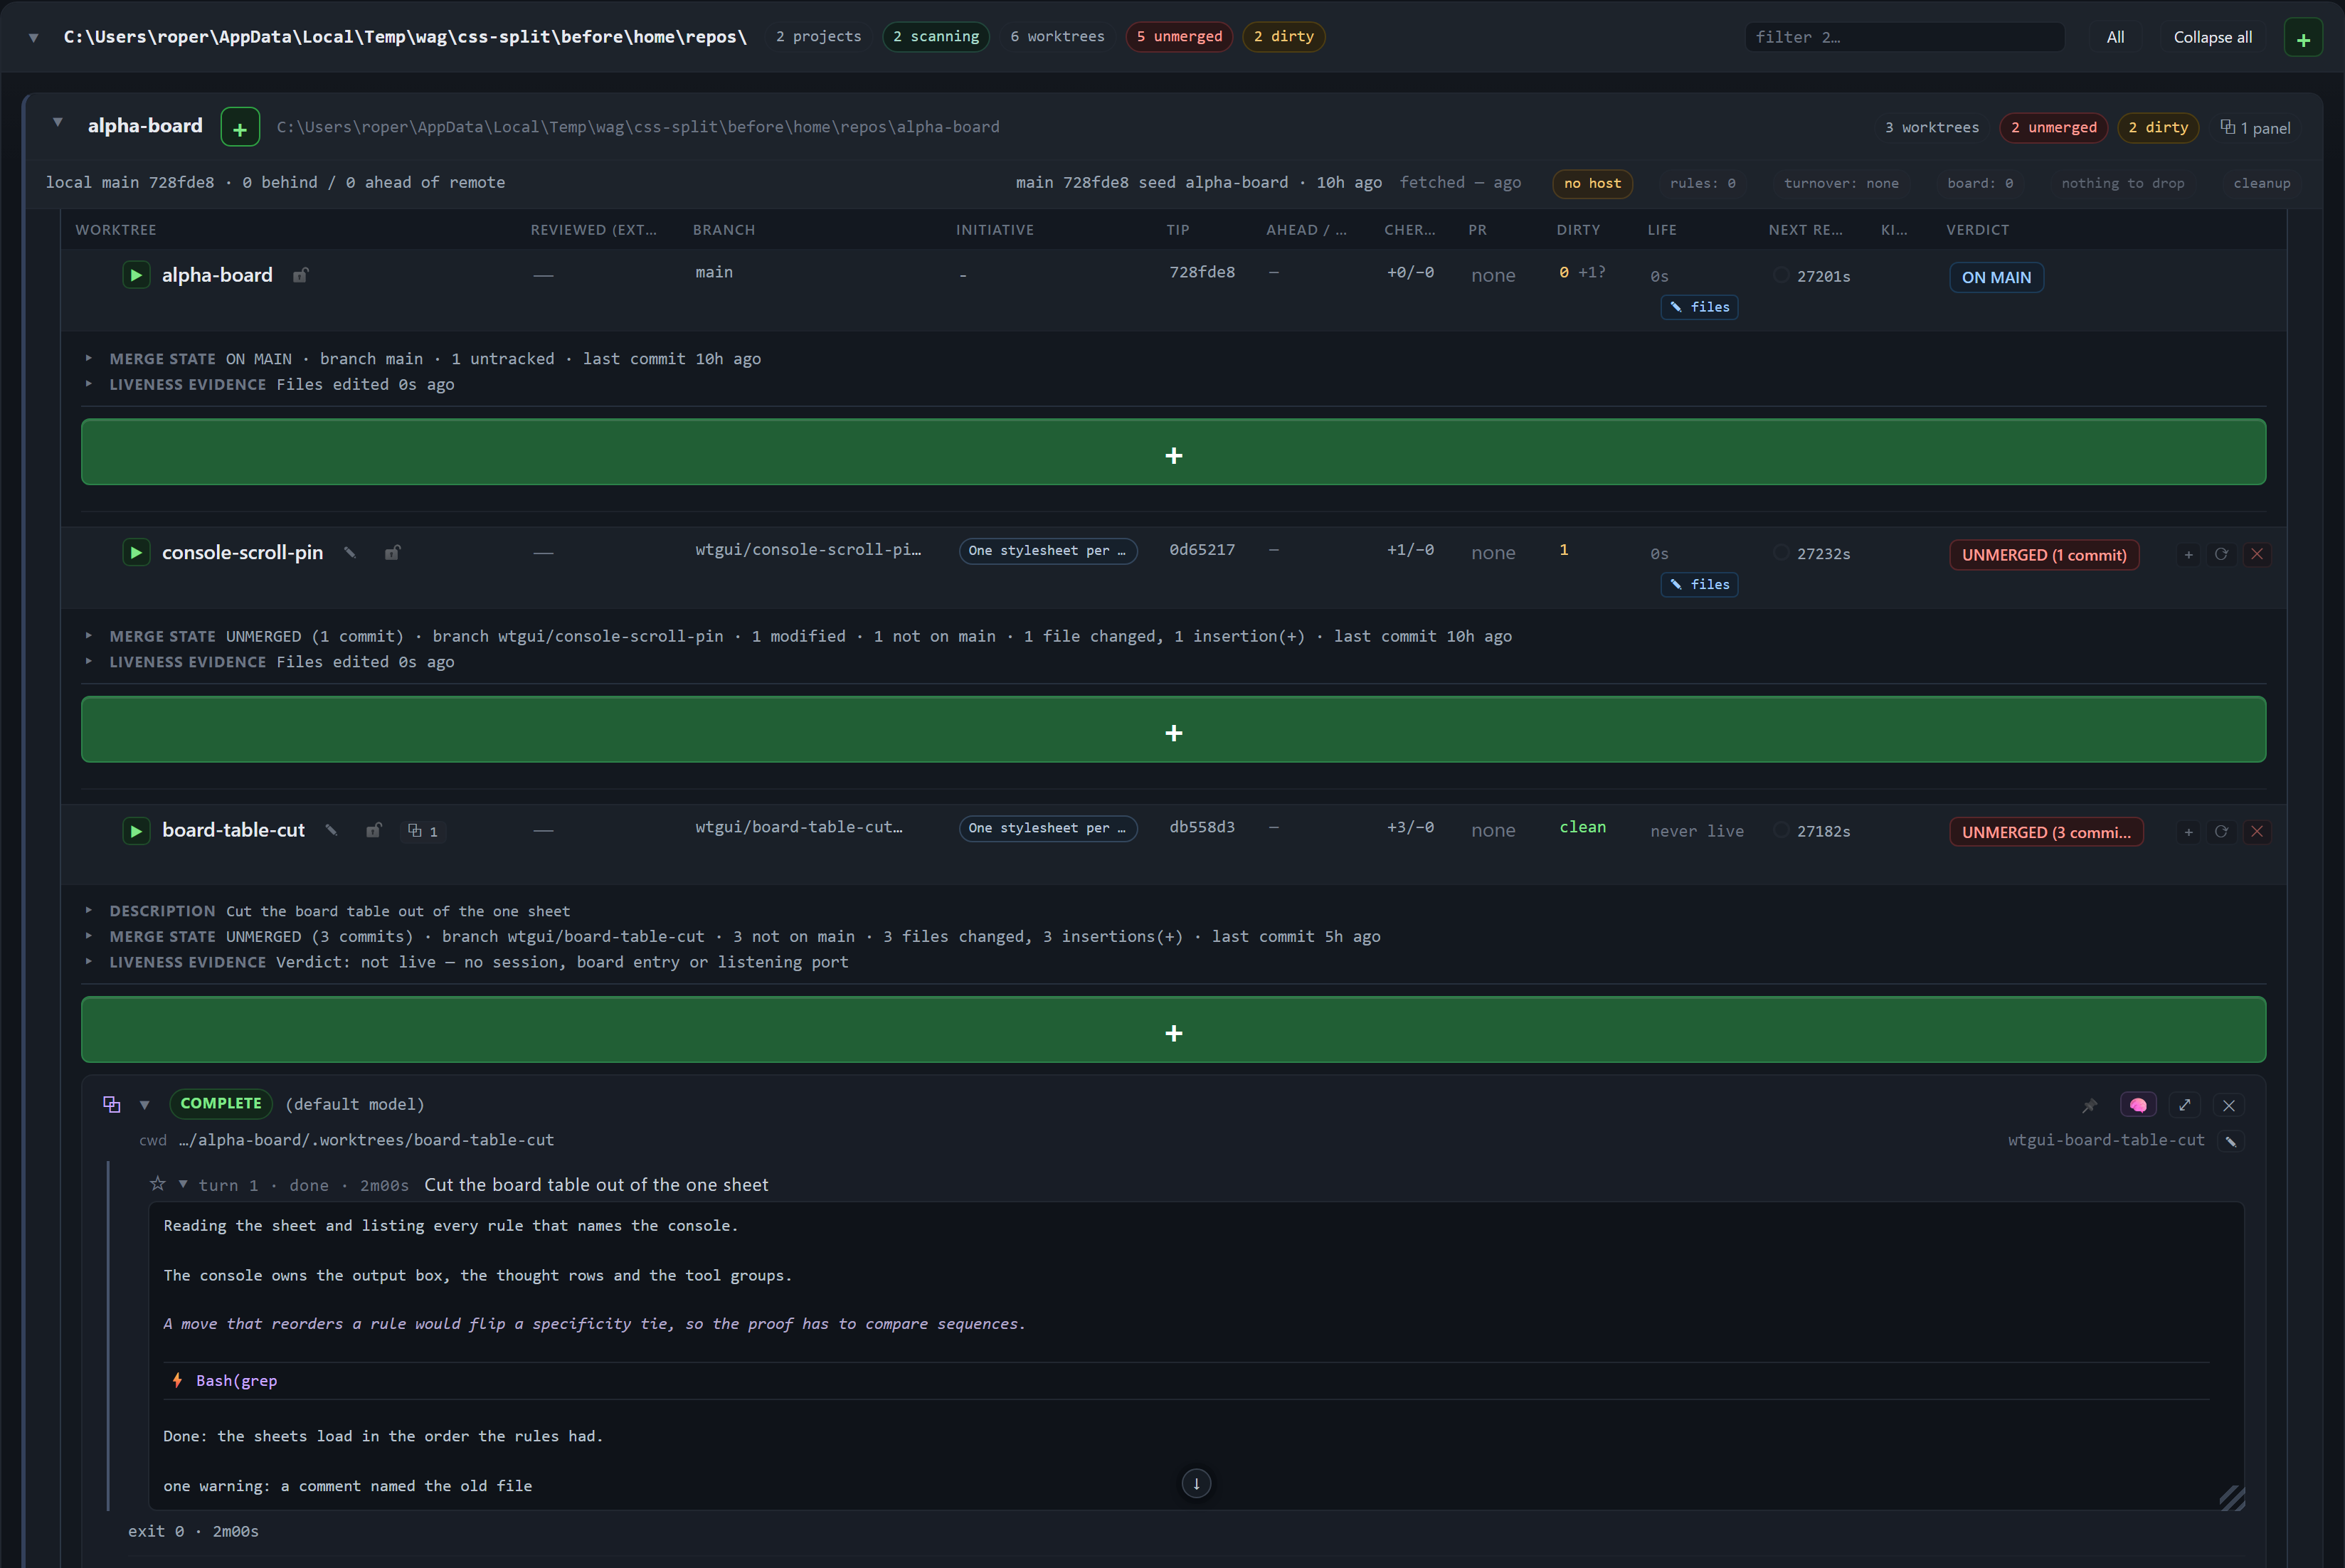 C:\Users\roper\AppData\Local\Temp\wag\css-split\before\home\repos\ 2 projects 2 scanning 6 worktrees 5 unmerged 2 dirty filter 2… All Collapse all +
alpha-board + C:\Users\roper\AppData\Local\Temp\wag\css-split\before\home\repos\alpha-board 3 worktrees 2 unmerged 2 dirty 1 panel
local main 728fde8 · 0 behind / 0 ahead of remote main 728fde8 seed alpha-board · 10h ago fetched — ago no host rules: 0 turnover: none board: 0 nothing to drop cleanup
WORKTREE REVIEWED (EXT… BRANCH INITIATIVE TIP AHEAD / … CHER… PR DIRTY LIFE NEXT RE… KI… VERDICT
alpha-board — main - 728fde8 — +0/−0 none 0 +1? 0s 27201s ON MAIN
files
MERGE STATE ON MAIN · branch main · 1 untracked · last commit 10h ago
LIVENESS EVIDENCE Files edited 0s ago
+
console-scroll-pin — wtgui/console-scroll-pi… One stylesheet per … 0d65217 — +1/−0 none 1 0s 27232s UNMERGED (1 commit) +
files
MERGE STATE UNMERGED (1 commit) · branch wtgui/console-scroll-pin · 1 modified · 1 not on main · 1 file changed, 1 insertion(+) · last commit 10h ago
LIVENESS EVIDENCE Files edited 0s ago
+
board-table-cut 1 — wtgui/board-table-cut… One stylesheet per … db558d3 — +3/−0 none clean never live 27182s UNMERGED (3 commi… +
DESCRIPTION Cut the board table out of the one sheet
MERGE STATE UNMERGED (3 commits) · branch wtgui/board-table-cut · 3 not on main · 3 files changed, 3 insertions(+) · last commit 5h ago
LIVENESS EVIDENCE Verdict: not live — no session, board entry or listening port
+
COMPLETE (default model)
cwd …/alpha-board/.worktrees/board-table-cut wtgui-board-table-cut
turn 1 · done · 2m00s Cut the board table out of the one sheet
Reading the sheet and listing every rule that names the console.
The console owns the output box, the thought rows and the tool groups.
A move that reorders a rule would flip a specificity tie, so the proof has to compare sequences.
Bash(grep
Done: the sheets load in the order the rules had.
one warning: a comment named the old file
exit 0 · 2m00s